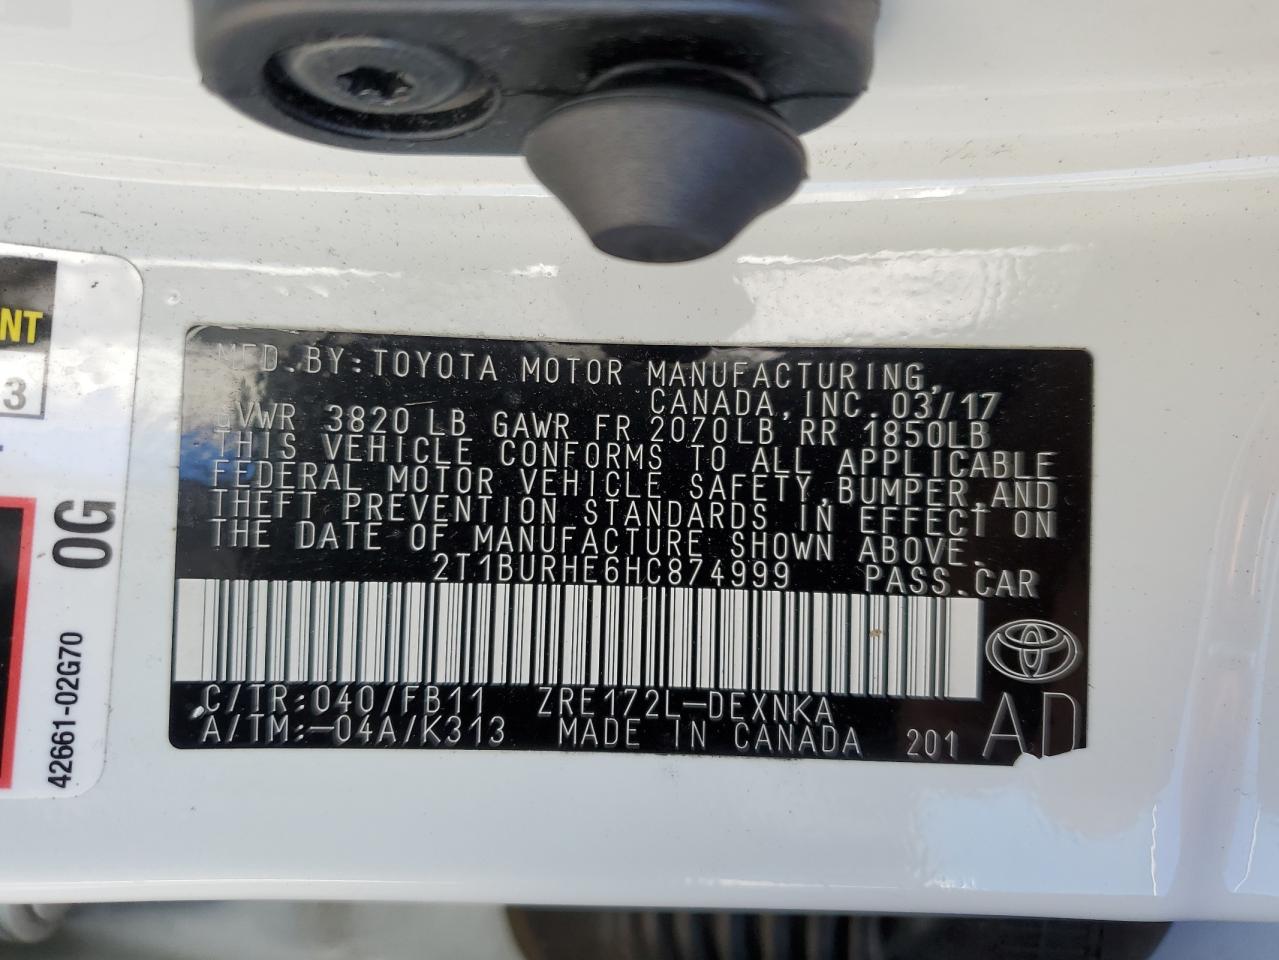 MFD.BY:TOYOTA MOTOR MANUFACTURING,
CANADA,INC.03/17
GVWR 3820 LB GAWR FR 2070LB RR 1850LB
THIS VEHICLE CONFORMS TO ALL APPLICABLE
FEDERAL MOTOR VEHICLE SAFETY,BUMPER,AND
THEFT PREVENTION STANDARDS IN EFFECT ON
THE DATE OF MANUFACTURE SHOWN ABOVE.
2T1BURHE6HC874999 PASS.CAR
C/TR:040/FB11 ZRE172L-DEXNKA
A/TM:-04A/K313 MADE IN CANADA 201 AD
NT
3
0G
42661-02G70